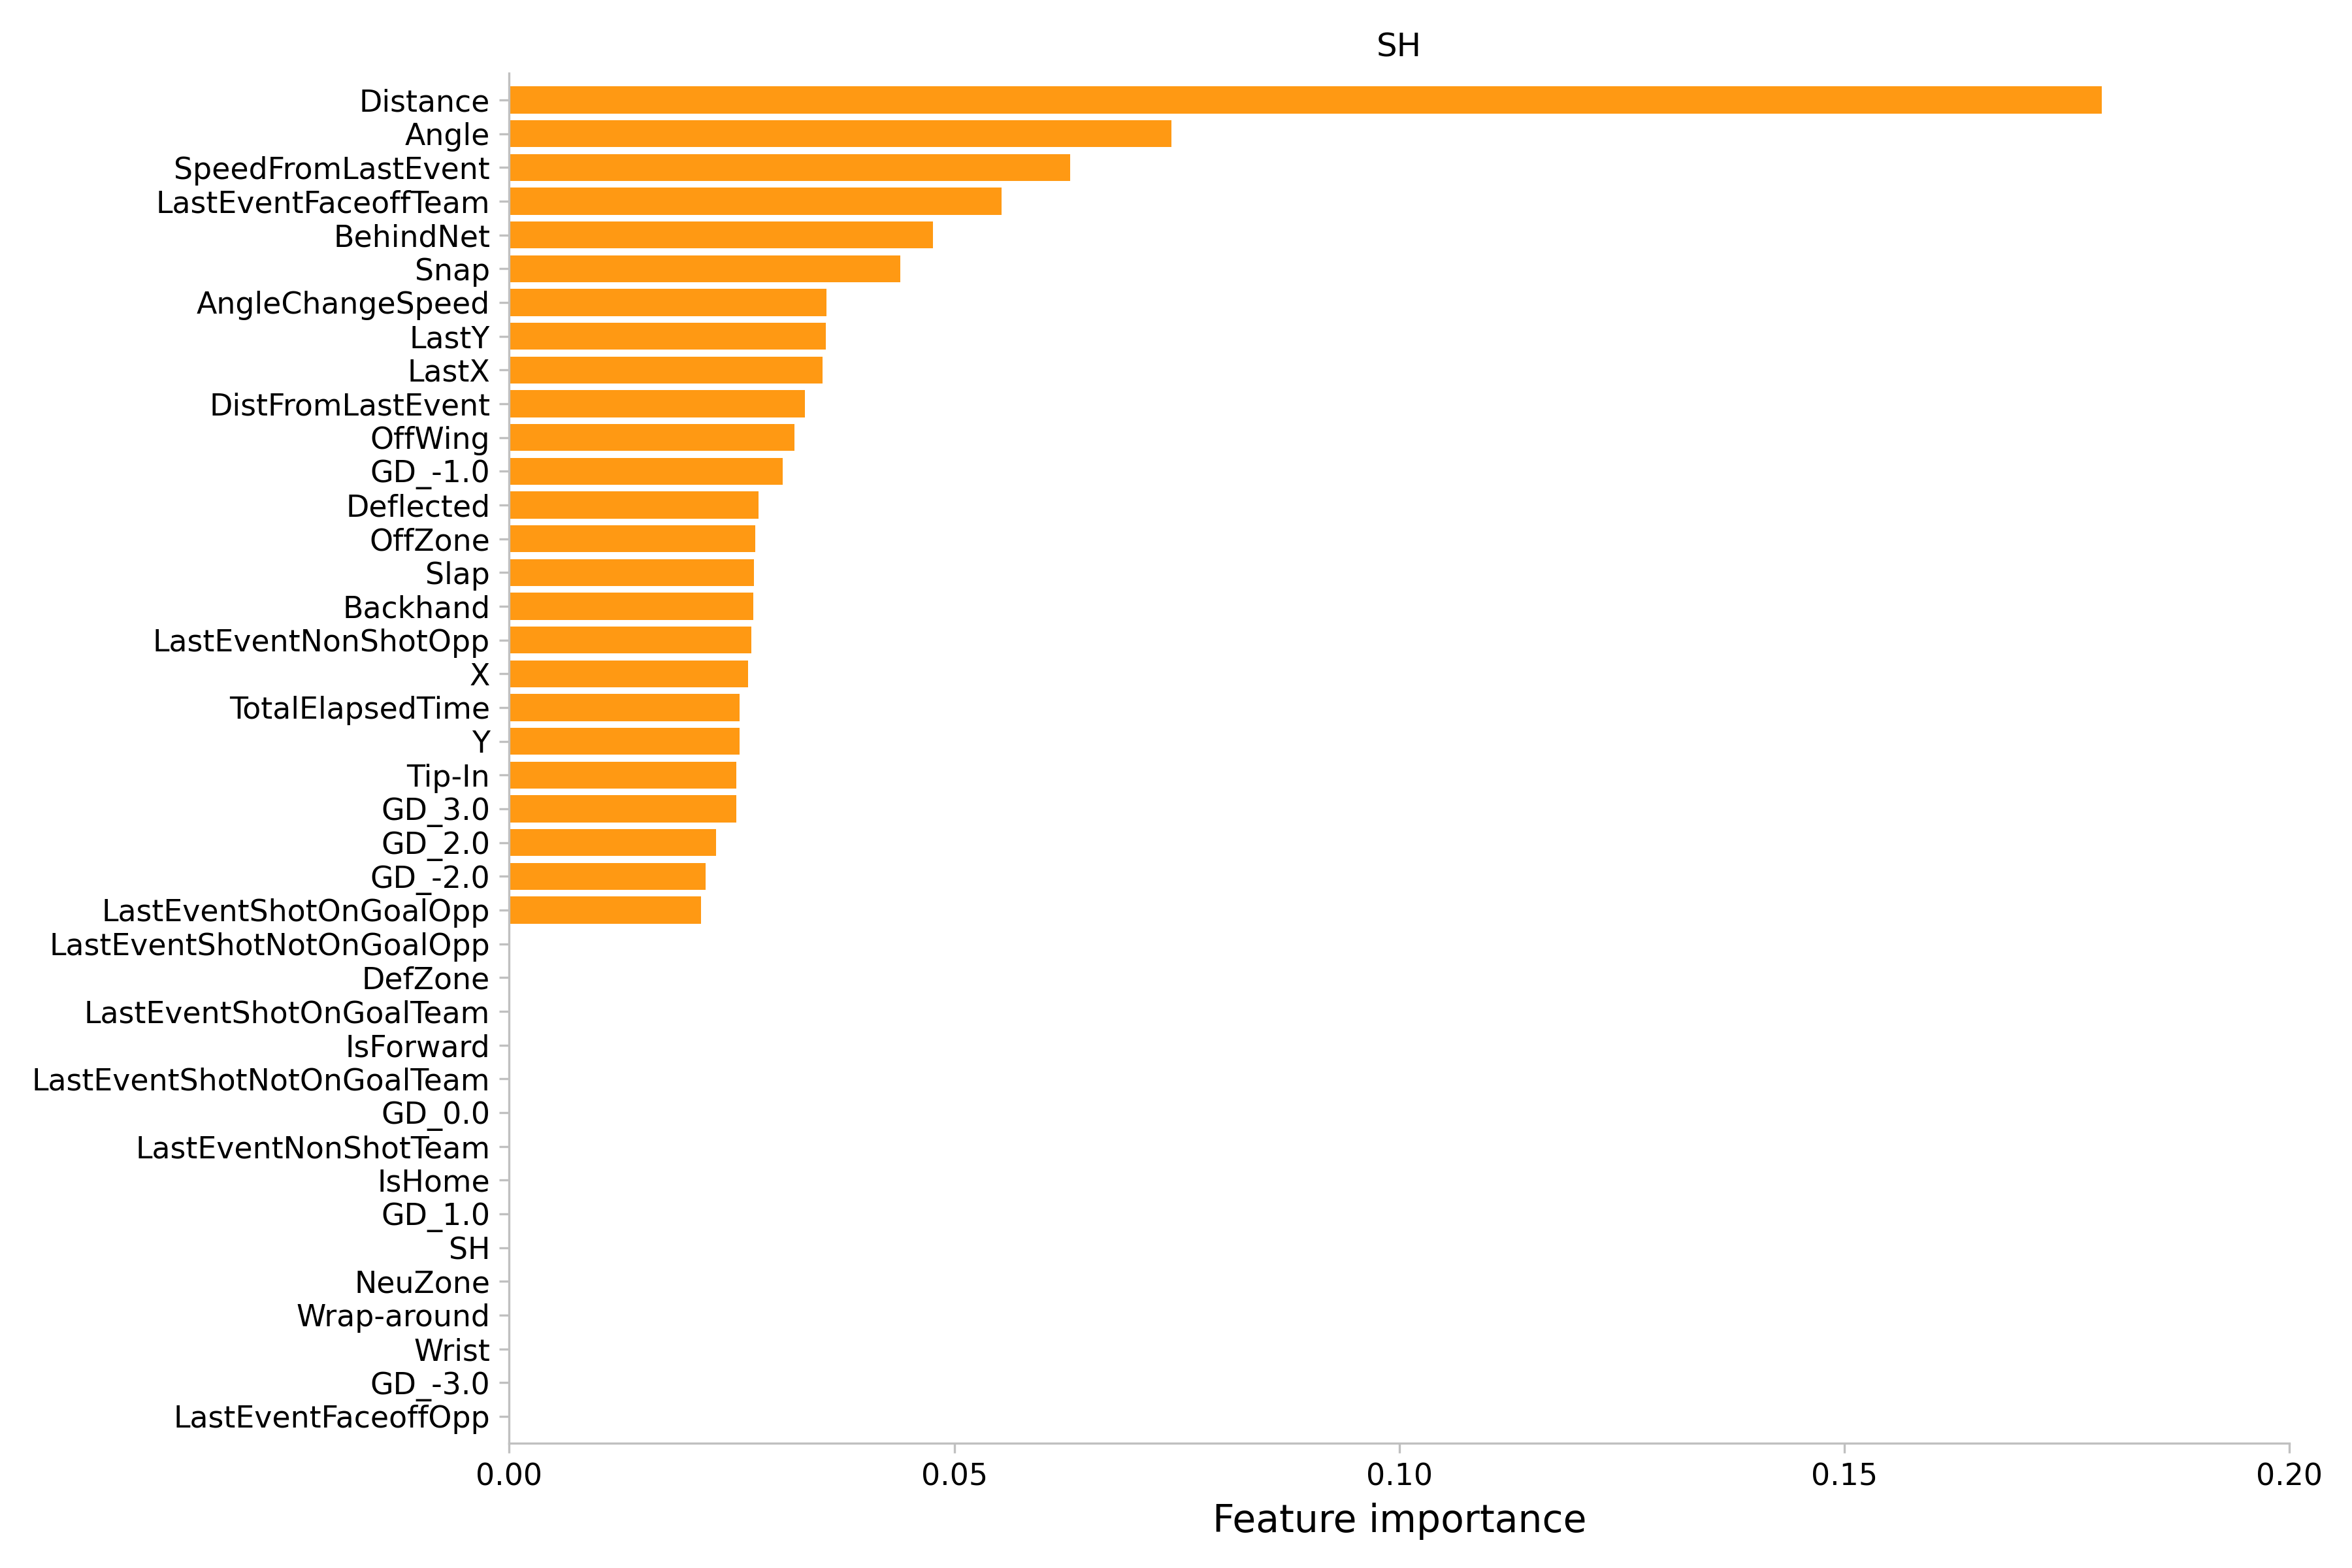 SH
Distance
Angle
SpeedFromLastEvent
LastEventFaceoffTeam
BehindNet
Snap
AngleChangeSpeed
LastY
LastX
DistFromLastEvent
OffWing
GD_-1.0
Deflected
OffZone
Slap
Backhand
LastEventNonShotOpp
X
TotalElapsedTime
Y
Tip-In
GD_3.0
GD_2.0
GD_-2.0
LastEventShotOnGoalOpp
LastEventShotNotOnGoalOpp
DefZone
LastEventShotOnGoalTeam
IsForward
LastEventShotNotOnGoalTeam
GD_0.0
LastEventNonShotTeam
IsHome
GD_1.0
SH
NeuZone
Wrap-around
Wrist
GD_-3.0
LastEventFaceoffOpp
0.00 0.05 0.10 0.15 0.20
Feature importance